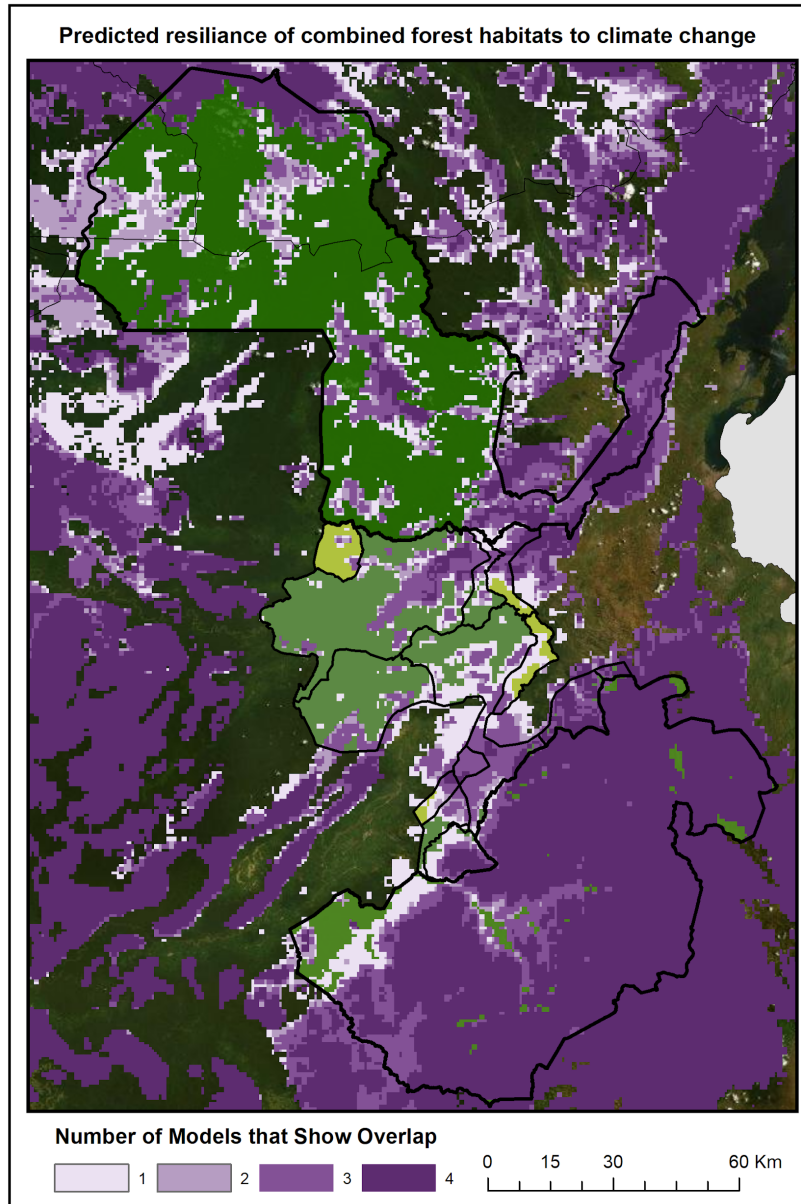 Predicted resiliance of combined forest habitats to climate change
Number of Models that Show Overlap
1 2 3 4
0 15 30 60 Km